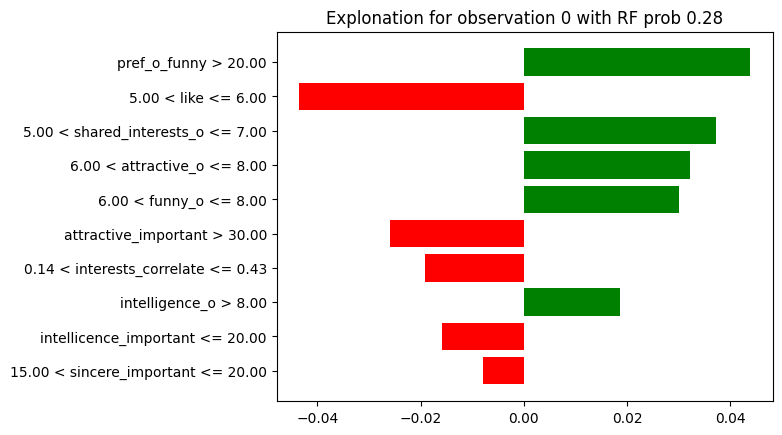 Explonation for observation 0 with RF prob 0.28
pref_o_funny > 20.00
5.00 < like <= 6.00
5.00 < shared_interests_o <= 7.00
6.00 < attractive_o <= 8.00
6.00 < funny_o <= 8.00
attractive_important > 30.00
0.14 < interests_correlate <= 0.43
intelligence_o > 8.00
intellicence_important <= 20.00
15.00 < sincere_important <= 20.00
−0.04 −0.02 0.00 0.02 0.04